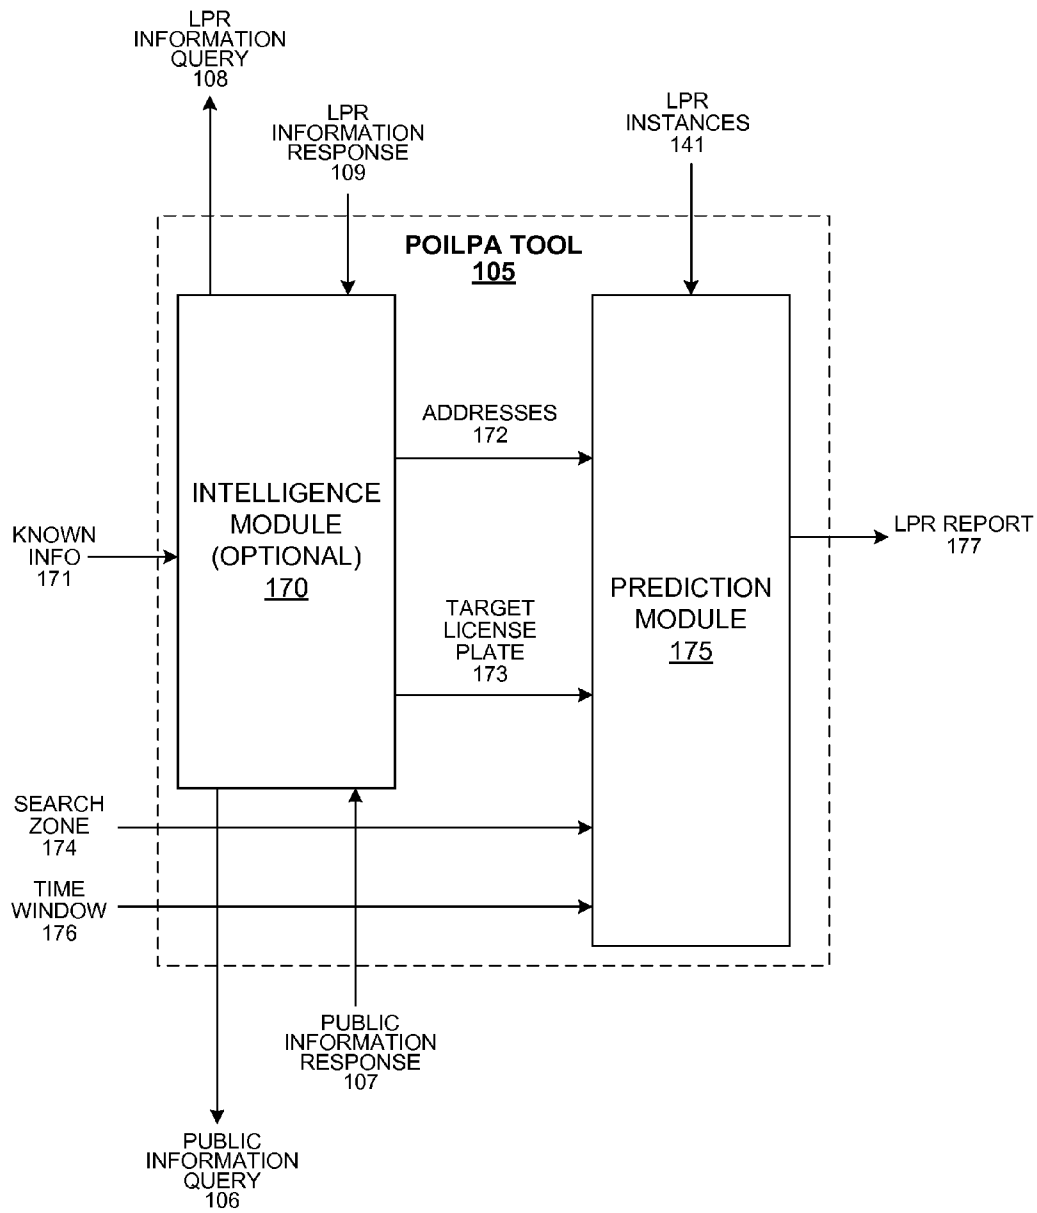 LPR
INFORMATION
QUERY
108
LPR
INFORMATION
RESPONSE
109
LPR
INSTANCES
141
POILPA TOOL
105
ADDRESSES
172
INTELLIGENCE
MODULE
(OPTIONAL)
170
KNOWN
INFO
171
LPR REPORT
177
PREDICTION
MODULE
175
TARGET
LICENSE
PLATE
173
SEARCH
ZONE
174
TIME
WINDOW
176
PUBLIC
INFORMATION
RESPONSE
107
PUBLIC
INFORMATION
QUERY
106